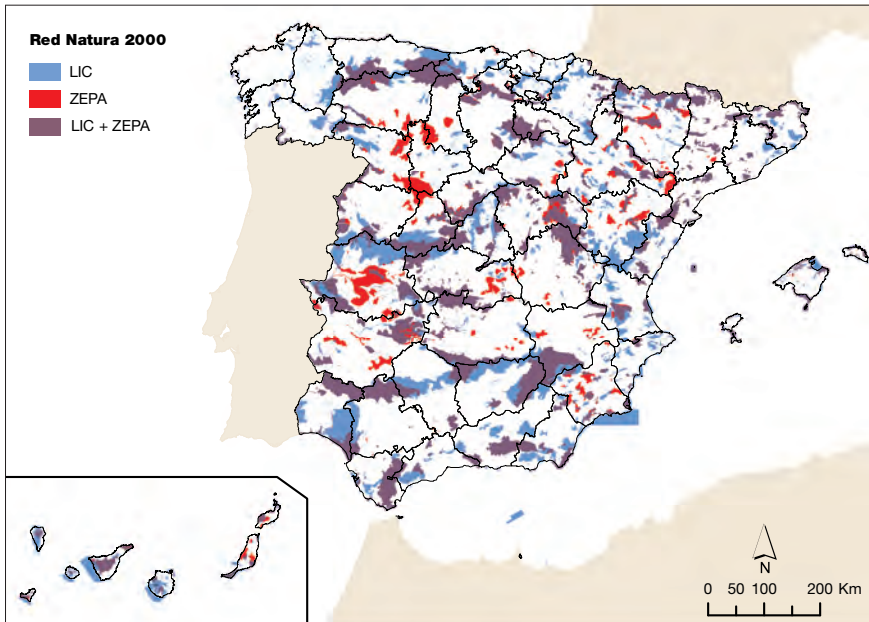 Red Natura 2000
LIC
ZEPA
LIC + ZEPA
N
0 50 100 200 Km